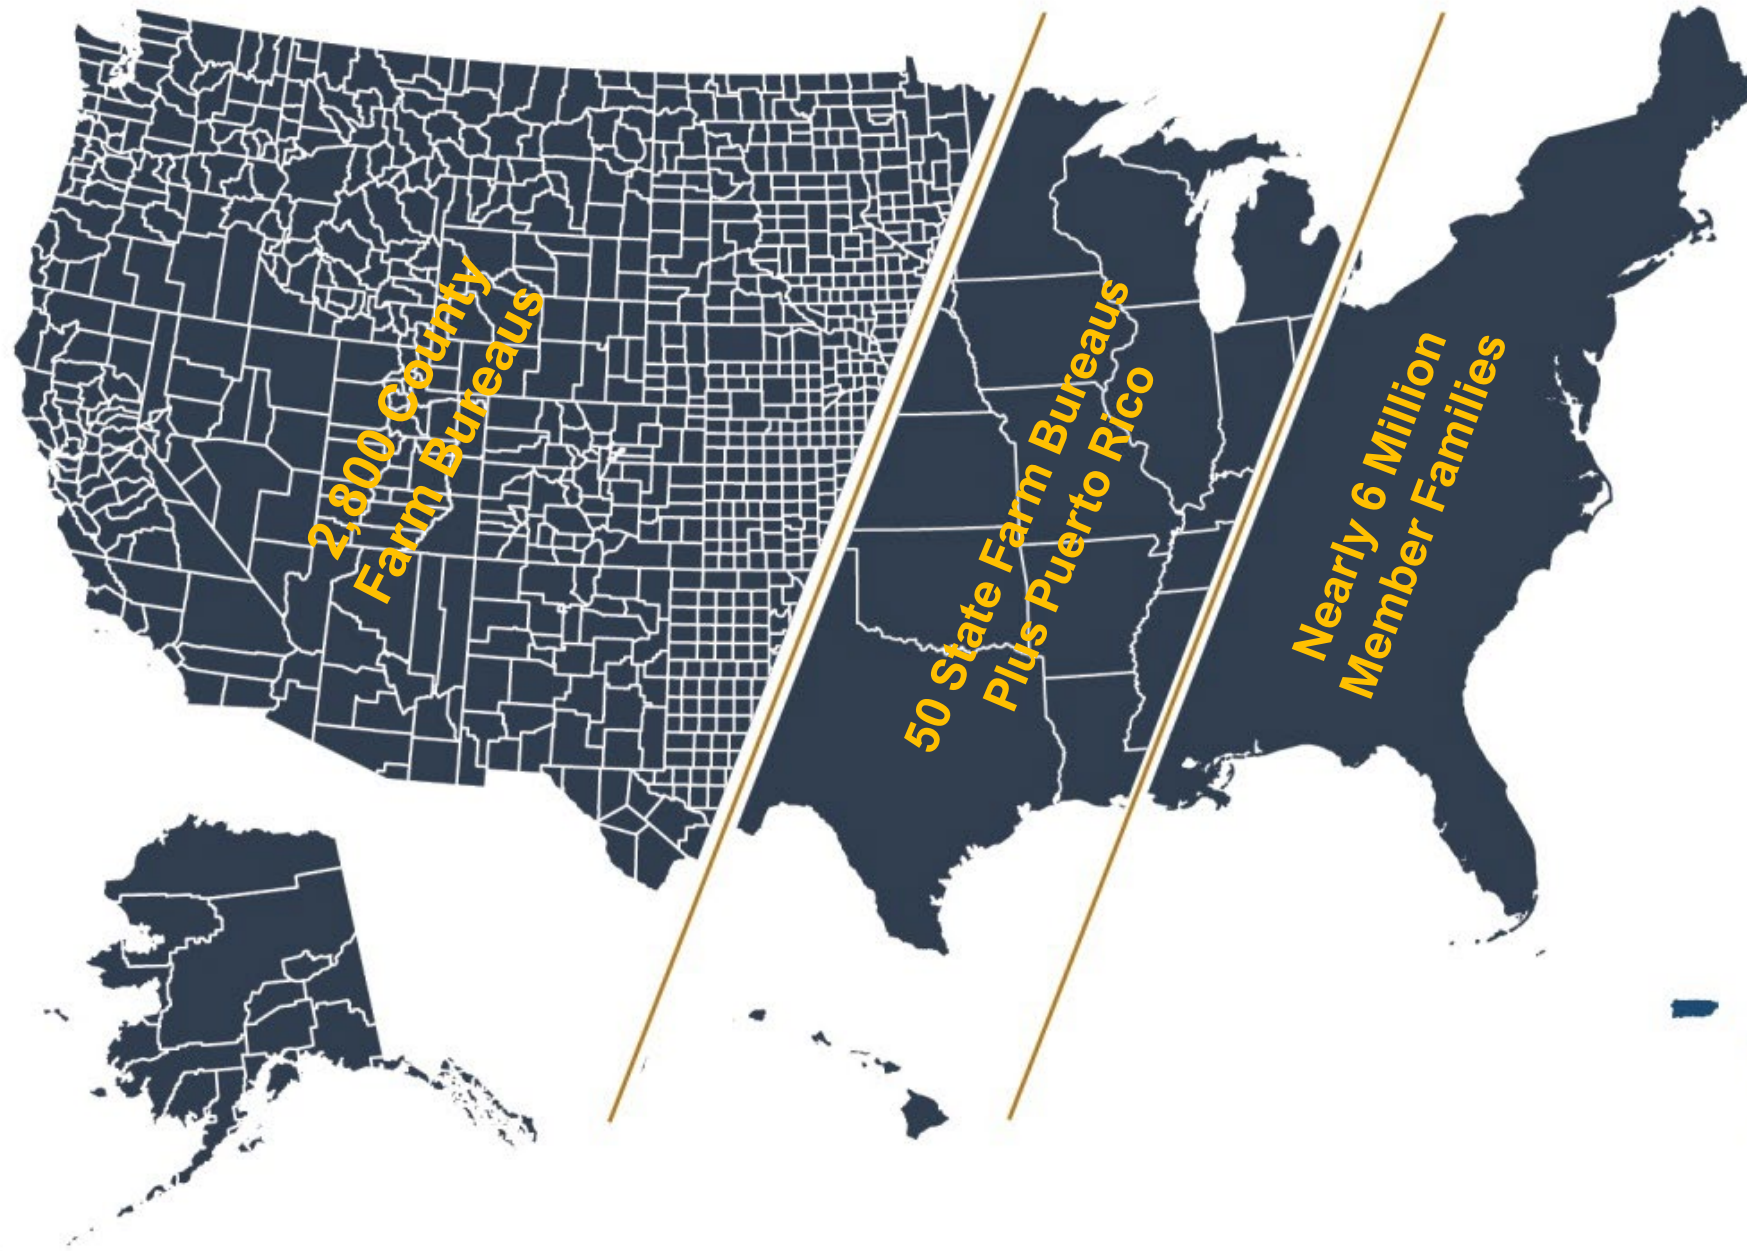 2,800 County
Farm Bureaus
50 State Farm Bureaus
Plus Puerto Rico
Nearly 6 Million
Member Families